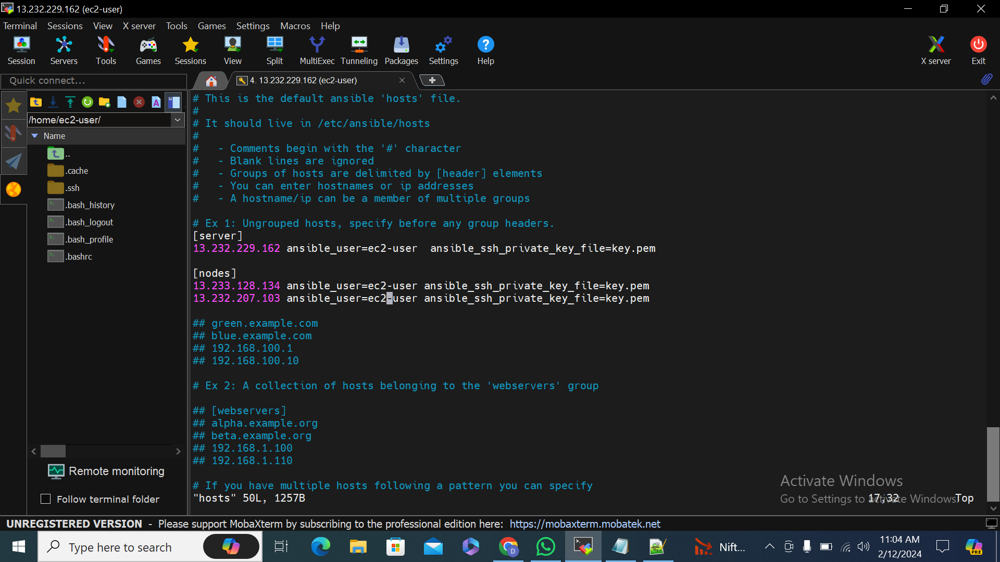 13.232.229.162 (ec2-user)
Terminal Sessions View X server Tools Games Settings Macros Help
Session Servers Tools Games Sessions View Split MultiExec Tunneling Packages Settings Help X server Exit
Quick connect...
4. 13.232.229.162 (ec2-user)
/home/ec2-user/
Name
..
.cache
.ssh
.bash_history
.bash_logout
.bash_profile
.bashrc
Remote monitoring
Follow terminal folder
# This is the default ansible 'hosts' file.
#
# It should live in /etc/ansible/hosts
#
#   - Comments begin with the '#' character
#   - Blank lines are ignored
#   - Groups of hosts are delimited by [header] elements
#   - You can enter hostnames or ip addresses
#   - A hostname/ip can be a member of multiple groups
# Ex 1: Ungrouped hosts, specify before any group headers.
[server]
13.232.229.162 ansible_user=ec2-user  ansible_ssh_private_key_file=key.pem
[nodes]
13.233.128.134 ansible_user=ec2-user ansible_ssh_private_key_file=key.pem
13.232.207.103 ansible_user=ec2-user ansible_ssh_private_key_file=key.pem
## green.example.com
## blue.example.com
## 192.168.100.1
## 192.168.100.10
# Ex 2: A collection of hosts belonging to the 'webservers' group
## [webservers]
## alpha.example.org
## beta.example.org
## 192.168.1.100
## 192.168.1.110
# If you have multiple hosts following a pattern you can specify
"hosts" 50L, 1257B
17,32 Top
Activate Windows
Go to Settings to activate Windows.
UNREGISTERED VERSION - Please support MobaXterm by subscribing to the professional edition here: https://mobaxterm.mobatek.net
Type here to search
Nift...
11:04 AM
2/12/2024
PRE